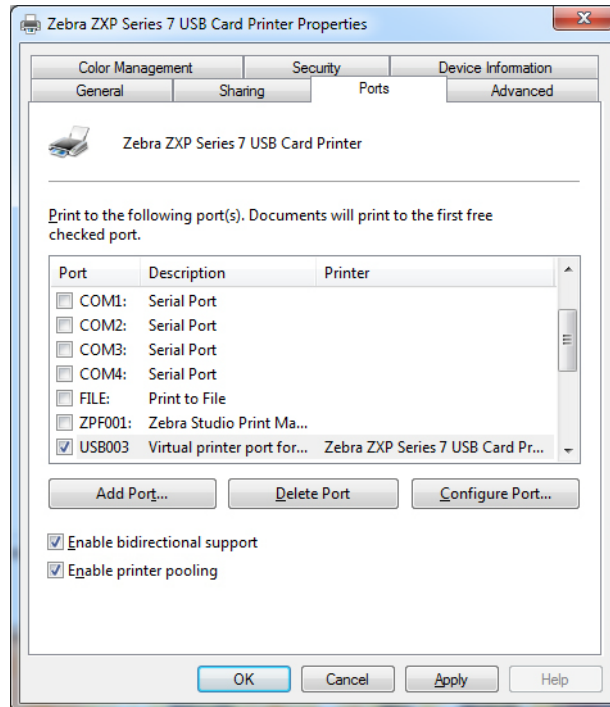 Zebra ZXP Series 7 USB Card Printer Properties
Color Management Security Device Information
General Sharing Ports Advanced
Zebra ZXP Series 7 USB Card Printer
Print to the following port(s). Documents will print to the first free
checked port.
Port Description Printer
COM1: Serial Port
COM2: Serial Port
COM3: Serial Port
COM4: Serial Port
FILE: Print to File
ZPF001: Zebra Studio Print Ma...
USB003 Virtual printer port for... Zebra ZXP Series 7 USB Card Pr...
Add Port... Delete Port Configure Port...
Enable bidirectional support
Enable printer pooling
OK Cancel Apply Help